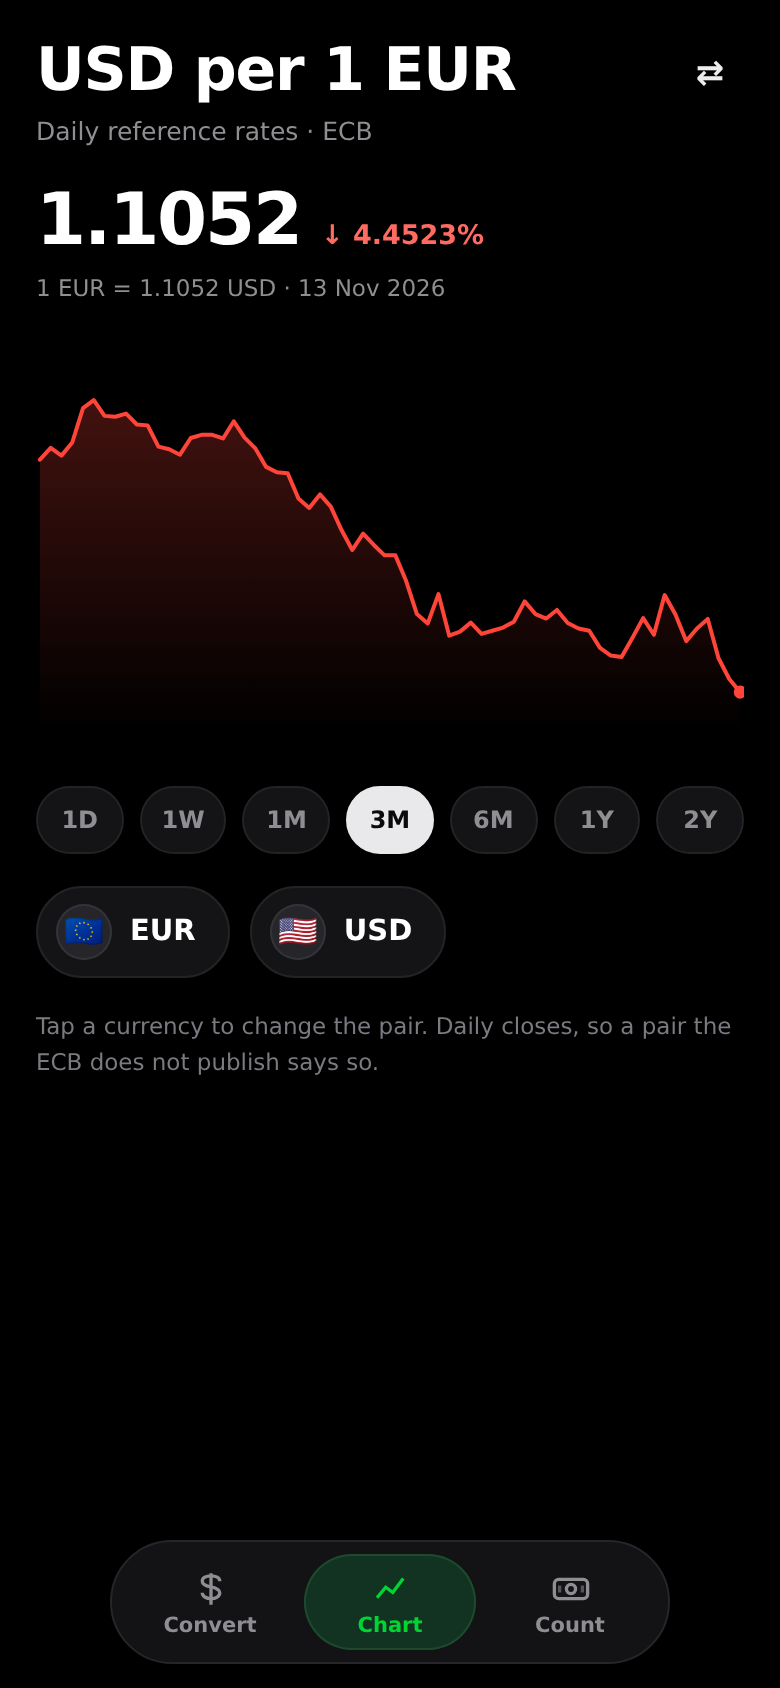 USD per 1 EUR
⇄
Daily reference rates · ECB
1.1052 ↓ 4.4523%
1 EUR = 1.1052 USD · 13 Nov 2026
1D 1W 1M 3M 6M 1Y 2Y
EUR USD
Tap a currency to change the pair. Daily closes, so a pair the
ECB does not publish says so.
Convert Chart Count